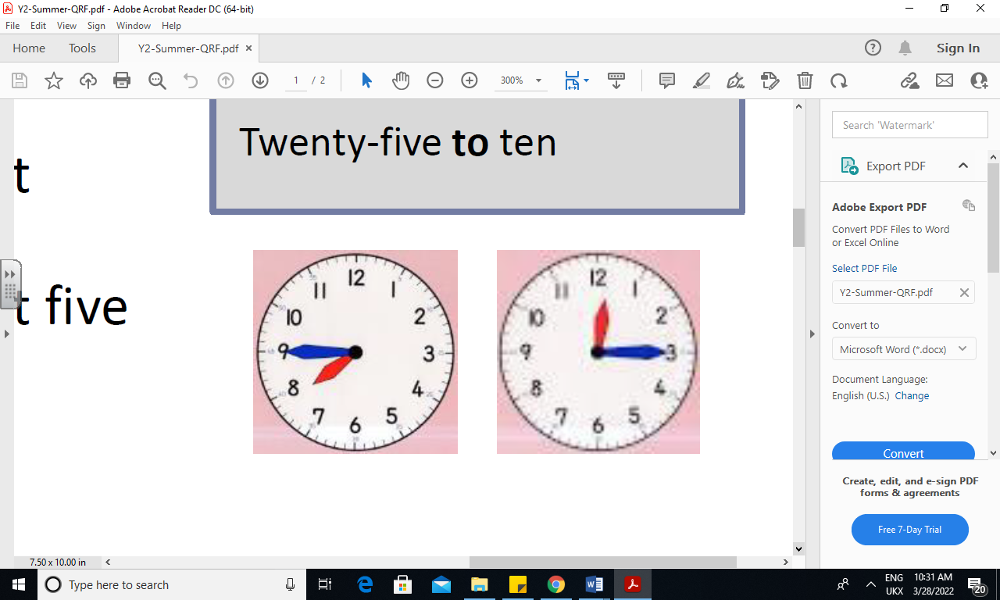 Y2-Summer-QRF.pdf - Adobe Acrobat Reader DC (64-bit)
File Edit View Sign Window Help
Home Tools Y2-Summer-QRF.pdf × Sign In
1 / 2 300%
Twenty-five to ten
t
t five
12 1 2 3 4 5 6 7 8 9 10 11
12 1 2 3 4 5 6 7 8 9 10 11
7.50 x 10.00 in
Search 'Watermark'
Export PDF
Adobe Export PDF
Convert PDF Files to Word
or Excel Online
Select PDF File
Y2-Summer-QRF.pdf
Convert to
Microsoft Word (*.docx)
Document Language:
English (U.S.) Change
Convert
Create, edit, and e-sign PDF
forms & agreements
Free 7-Day Trial
Type here to search
ENG
UKX
10:31 AM
3/28/2022
20